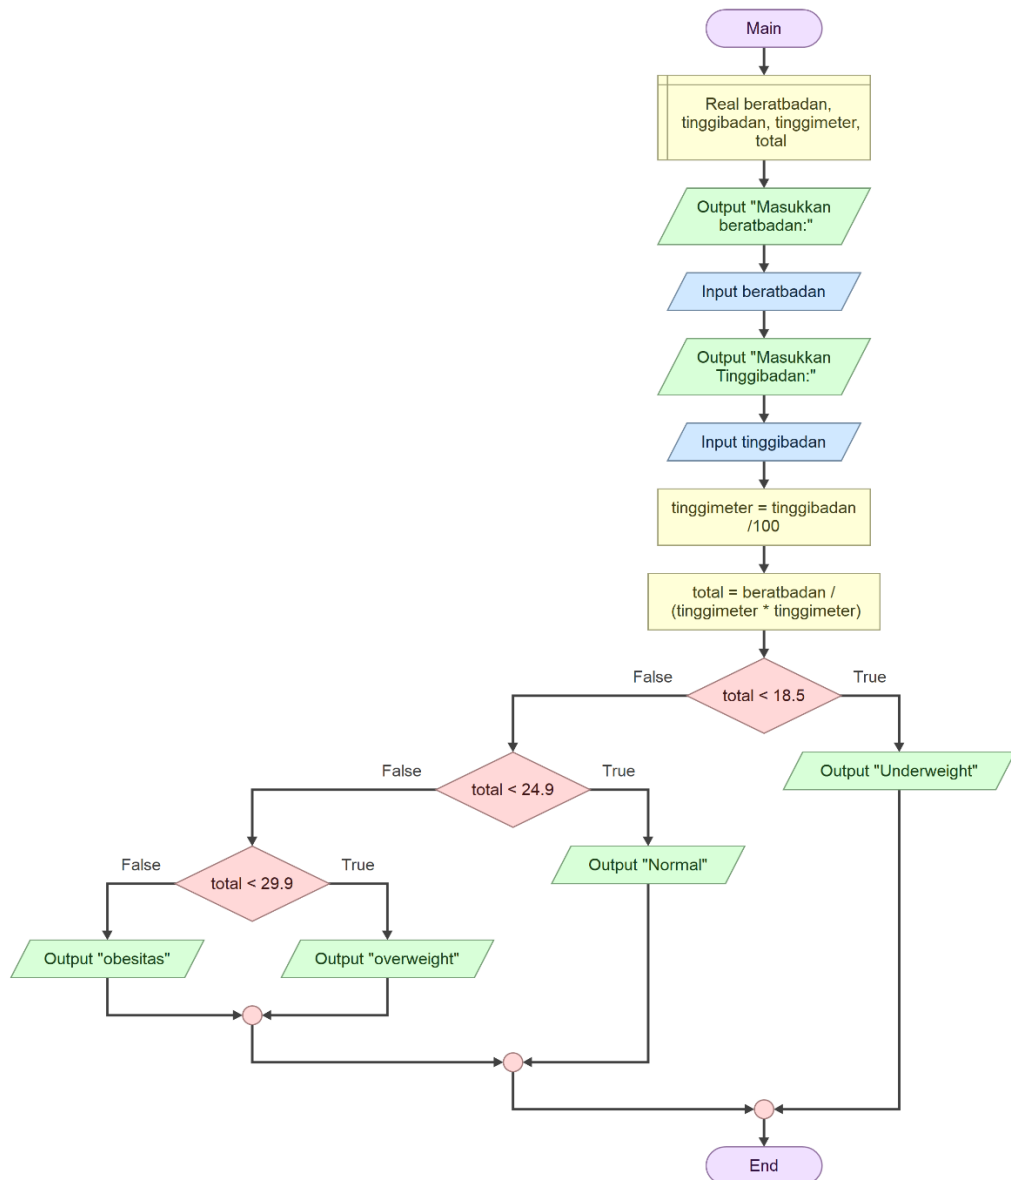 Main
Real beratbadan,
tinggibadan, tinggimeter,
total
Output "Masukkan
beratbadan:"
Input beratbadan
Output "Masukkan
Tinggibadan:"
Input tinggibadan
tinggimeter = tinggibadan
/100
total = beratbadan /
(tinggimeter * tinggimeter)
False
True
total < 18.5
False
True
Output "Underweight"
total < 24.9
False
True
Output "Normal"
total < 29.9
Output "obesitas"
Output "overweight"
End